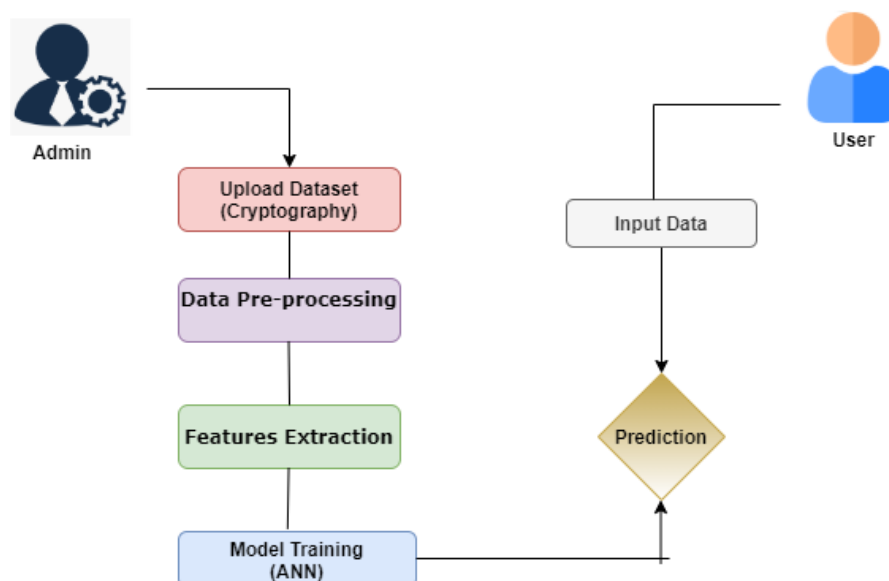 Admin
User
Upload Dataset
(Cryptography)
Input Data
Data Pre-processing
Features Extraction
Prediction
Model Training
(ANN)